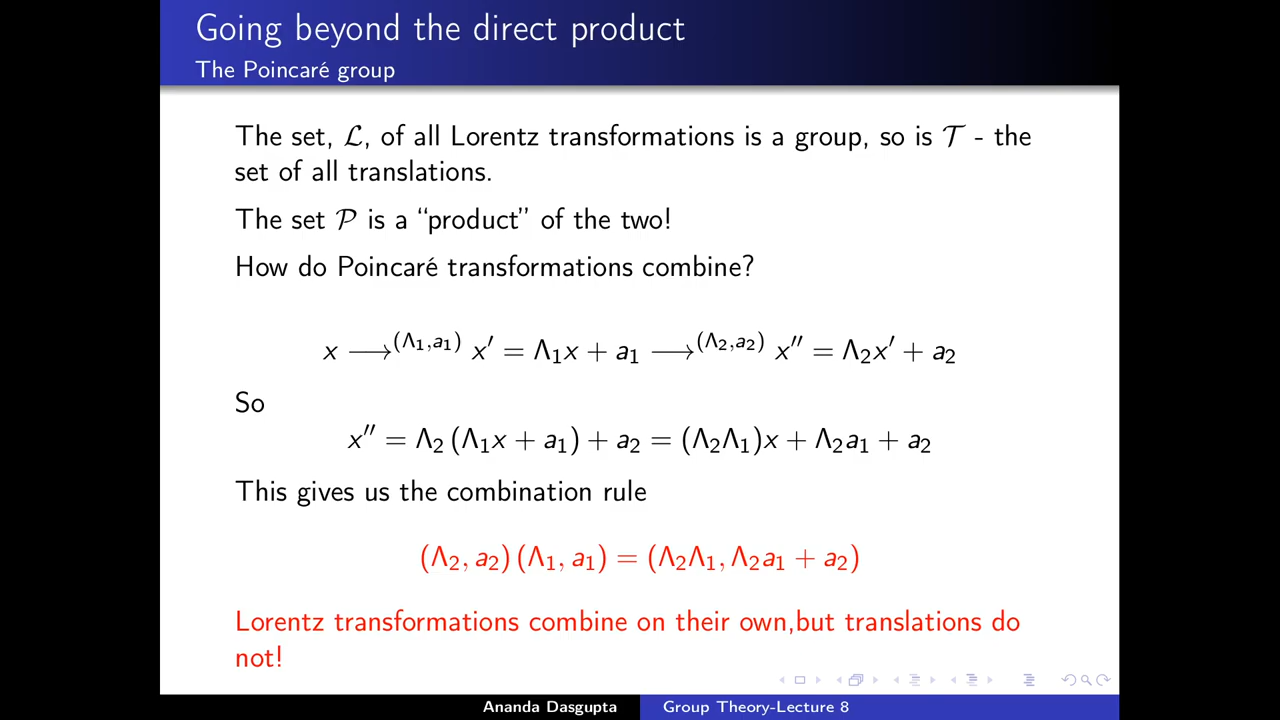 Going beyond the direct product
The Poincaré group
The set, ℒ, of all Lorentz transformations is a group, so is 𝒯 - the
set of all translations.
The set 𝒫 is a “product” of the two!
How do Poincaré transformations combine?
x ⟶^(Λ₁,a₁) x′ = Λ₁x + a₁ ⟶^(Λ₂,a₂) x″ = Λ₂x′ + a₂
So
x″ = Λ₂ (Λ₁x + a₁) + a₂ = (Λ₂Λ₁)x + Λ₂a₁ + a₂
This gives us the combination rule
(Λ₂, a₂) (Λ₁, a₁) = (Λ₂Λ₁, Λ₂a₁ + a₂)
Lorentz transformations combine on their own,but translations do
not!
Ananda Dasgupta Group Theory-Lecture 8